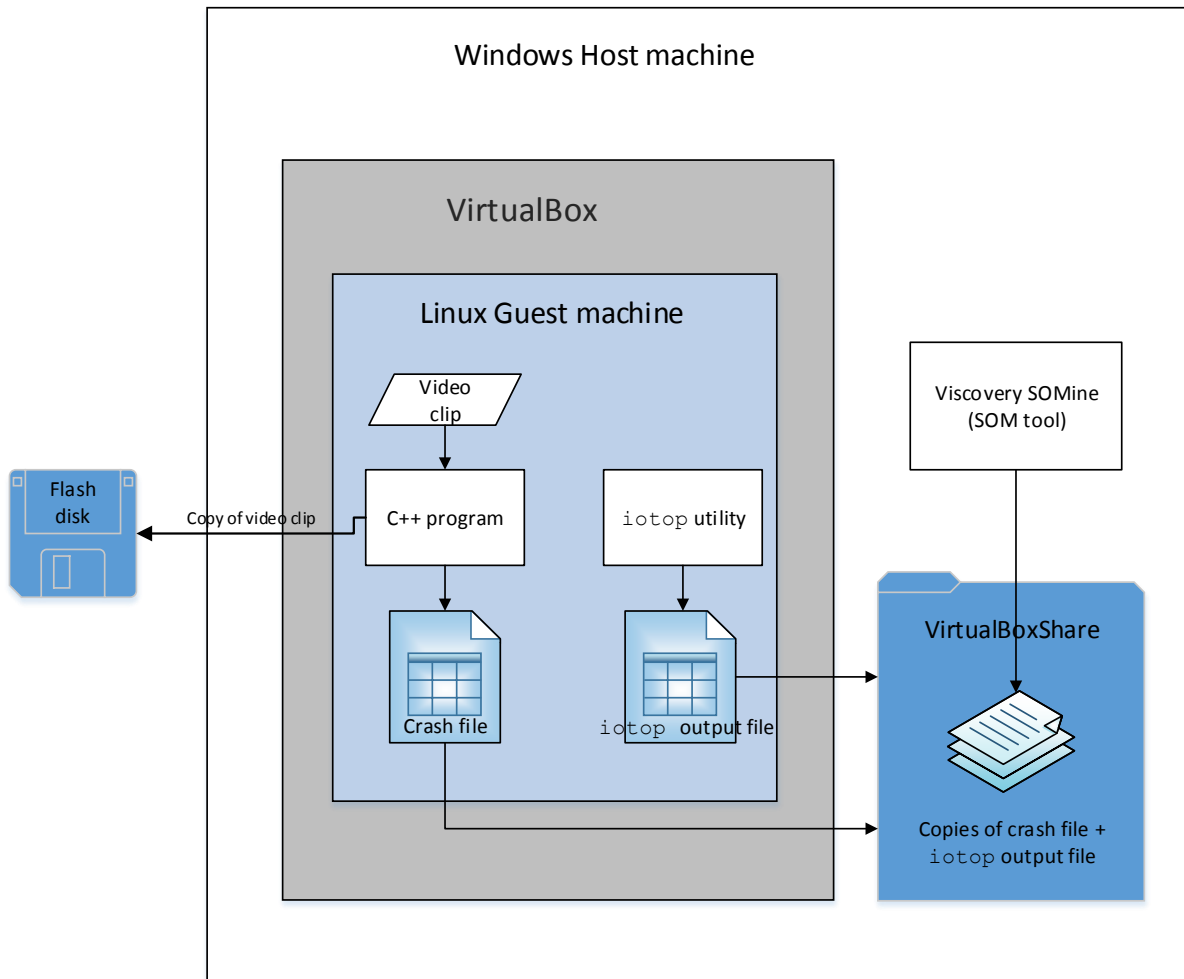 Windows Host machine
VirtualBox
Linux Guest machine
Video
clip
Viscovery SOMine
(SOM tool)
Flash
disk
Copy of video clip
C++ program
iotop utility
VirtualBoxShare
Crash file
iotop output file
Copies of crash file +
iotop output file